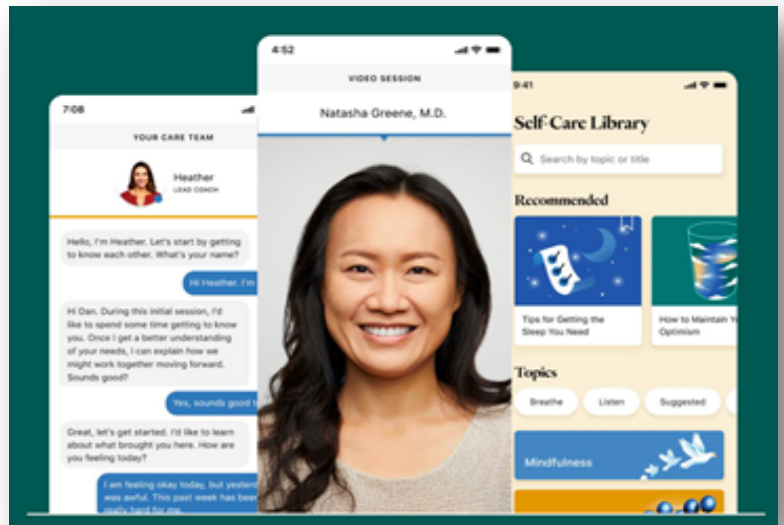 7:08
YOUR CARE TEAM
Heather
LEAD COACH
Hello, I'm Heather. Let's start by getting
to know each other. What's your name?
Hi Heather. I'm
Hi Dan. During this initial session, I'd
like to spend some time getting to know
you. Once I get a better understanding
of your needs, I can explain how we
might work together moving forward.
Sounds good?
Yes, sounds good
Great, let's get started. I'd like to learn
about what brought you here. How are
you feeling today?
I am feeling okay today, but
was awful. This past week has been
really hard for me.
4:52
VIDEO SESSION
Natasha Greene, M.D.
9:41
Self-Care Library
Search by topic or title
Recommended
Tips for Getting the
Sleep You Need
How to Maintain
Optimism
Topics
Breathe
Listen
Suggested
Mindfulness